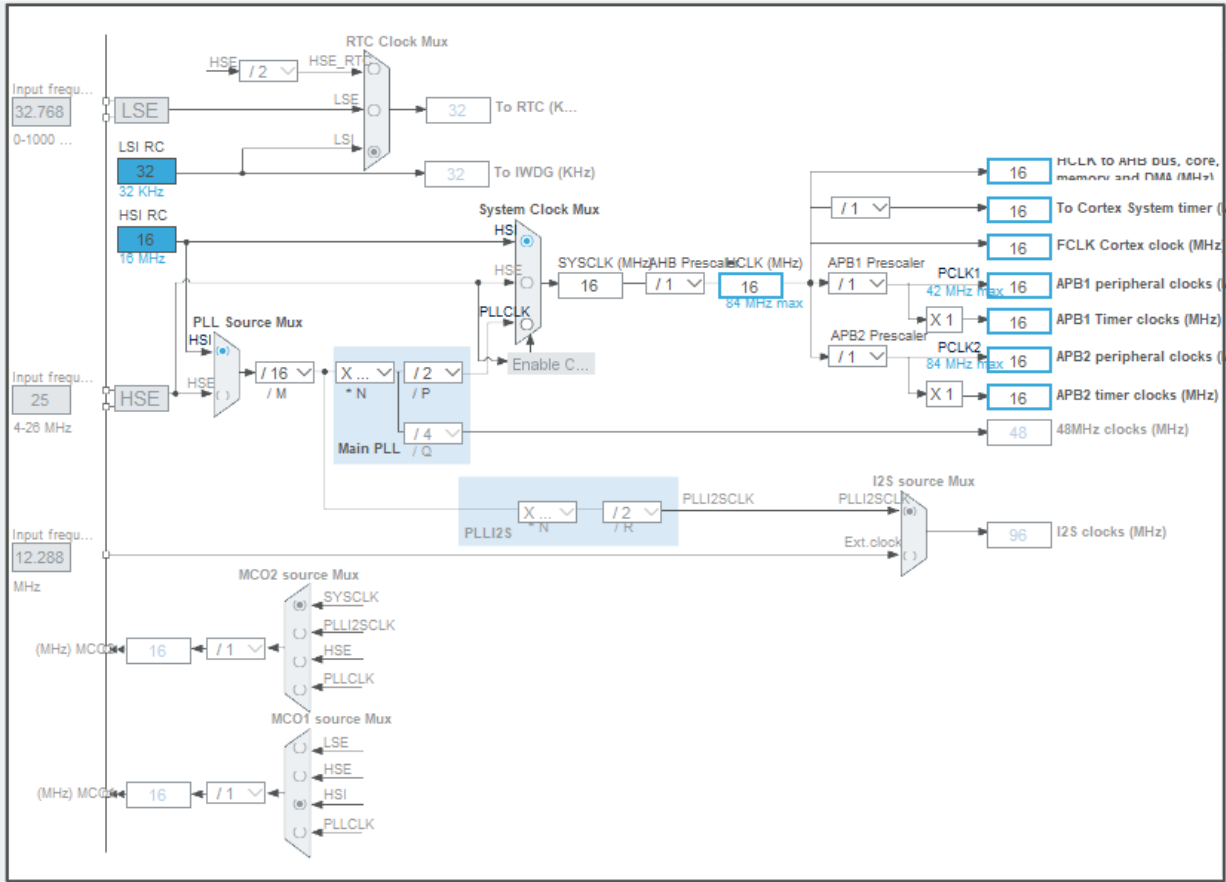 RTC Clock Mux
HSE
/ 2
HSE_RTC
Input frequ...
32.768
0-1000 ...
LSE
LSE
32
To RTC (K...
LSI RC
32
32 KHz
LSI
32
To IWDG (KHz)
HSI RC
16
16 MHz
System Clock Mux
HSI
HSE
PLLCLK
SYSCLK (MHz)
16
AHB Prescaler
/ 1
HCLK (MHz)
16
84 MHz max
16
HCLK to AHB bus, core,
memory and DMA (MHz)
/ 1
16
To Cortex System timer (
16
FCLK Cortex clock (MHz
APB1 Prescaler
/ 1
PCLK1
42 MHz max
16
APB1 peripheral clocks (
X 1
16
APB1 Timer clocks (MHz)
APB2 Prescaler
/ 1
PCLK2
84 MHz max
16
APB2 peripheral clocks (
X 1
16
APB2 timer clocks (MHz)
Enable C...
PLL Source Mux
HSI
HSE
Input frequ...
25
4-26 MHz
HSE
/ 16
/ M
X ...
* N
/ 2
/ P
/ 4
/ Q
Main PLL
48
48MHz clocks (MHz)
X ...
* N
/ 2
/ R
PLLI2S
PLLI2SCLK
I2S source Mux
PLLI2SCLK
Ext.clock
96
I2S clocks (MHz)
Input frequ...
12.288
MHz
MCO2 source Mux
SYSCLK
PLLI2SCLK
HSE
PLLCLK
(MHz) MCO2
16
/ 1
MCO1 source Mux
LSE
HSE
HSI
PLLCLK
(MHz) MCO1
16
/ 1